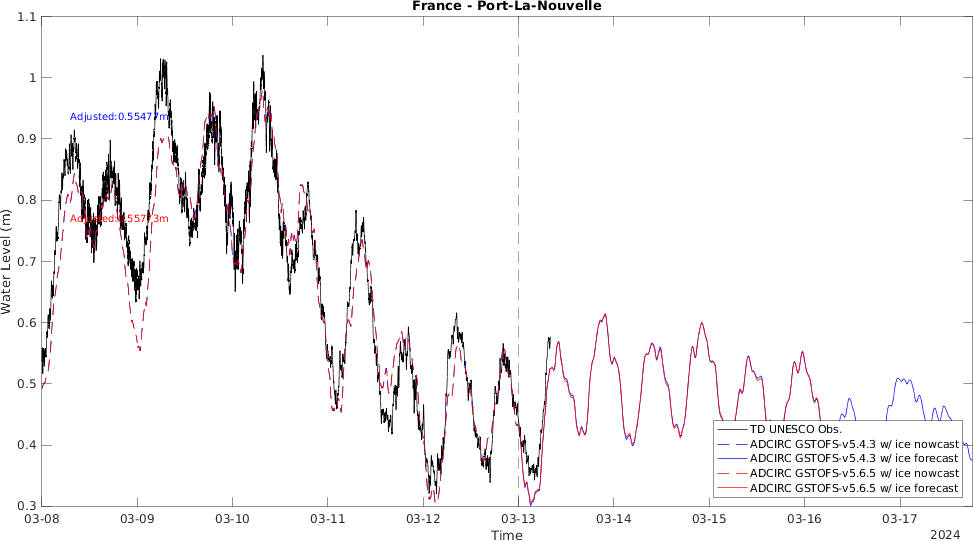 France - Port-La-Nouvelle
1.1
1
0.9
0.8
0.7
0.6
0.5
0.4
0.3
Water Level (m)
Adjusted:0.55477m
TD UNESCO Obs.
ADCIRC GSTOFS-v5.4.3 w/ ice nowcast
ADCIRC GSTOFS-v5.4.3 w/ ice forecast
ADCIRC GSTOFS-v5.6.5 w/ ice nowcast
ADCIRC GSTOFS-v5.6.5 w/ ice forecast
03-08 03-09 03-10 03-11 03-12 03-13 03-14 03-15 03-16 03-17
Time
2024